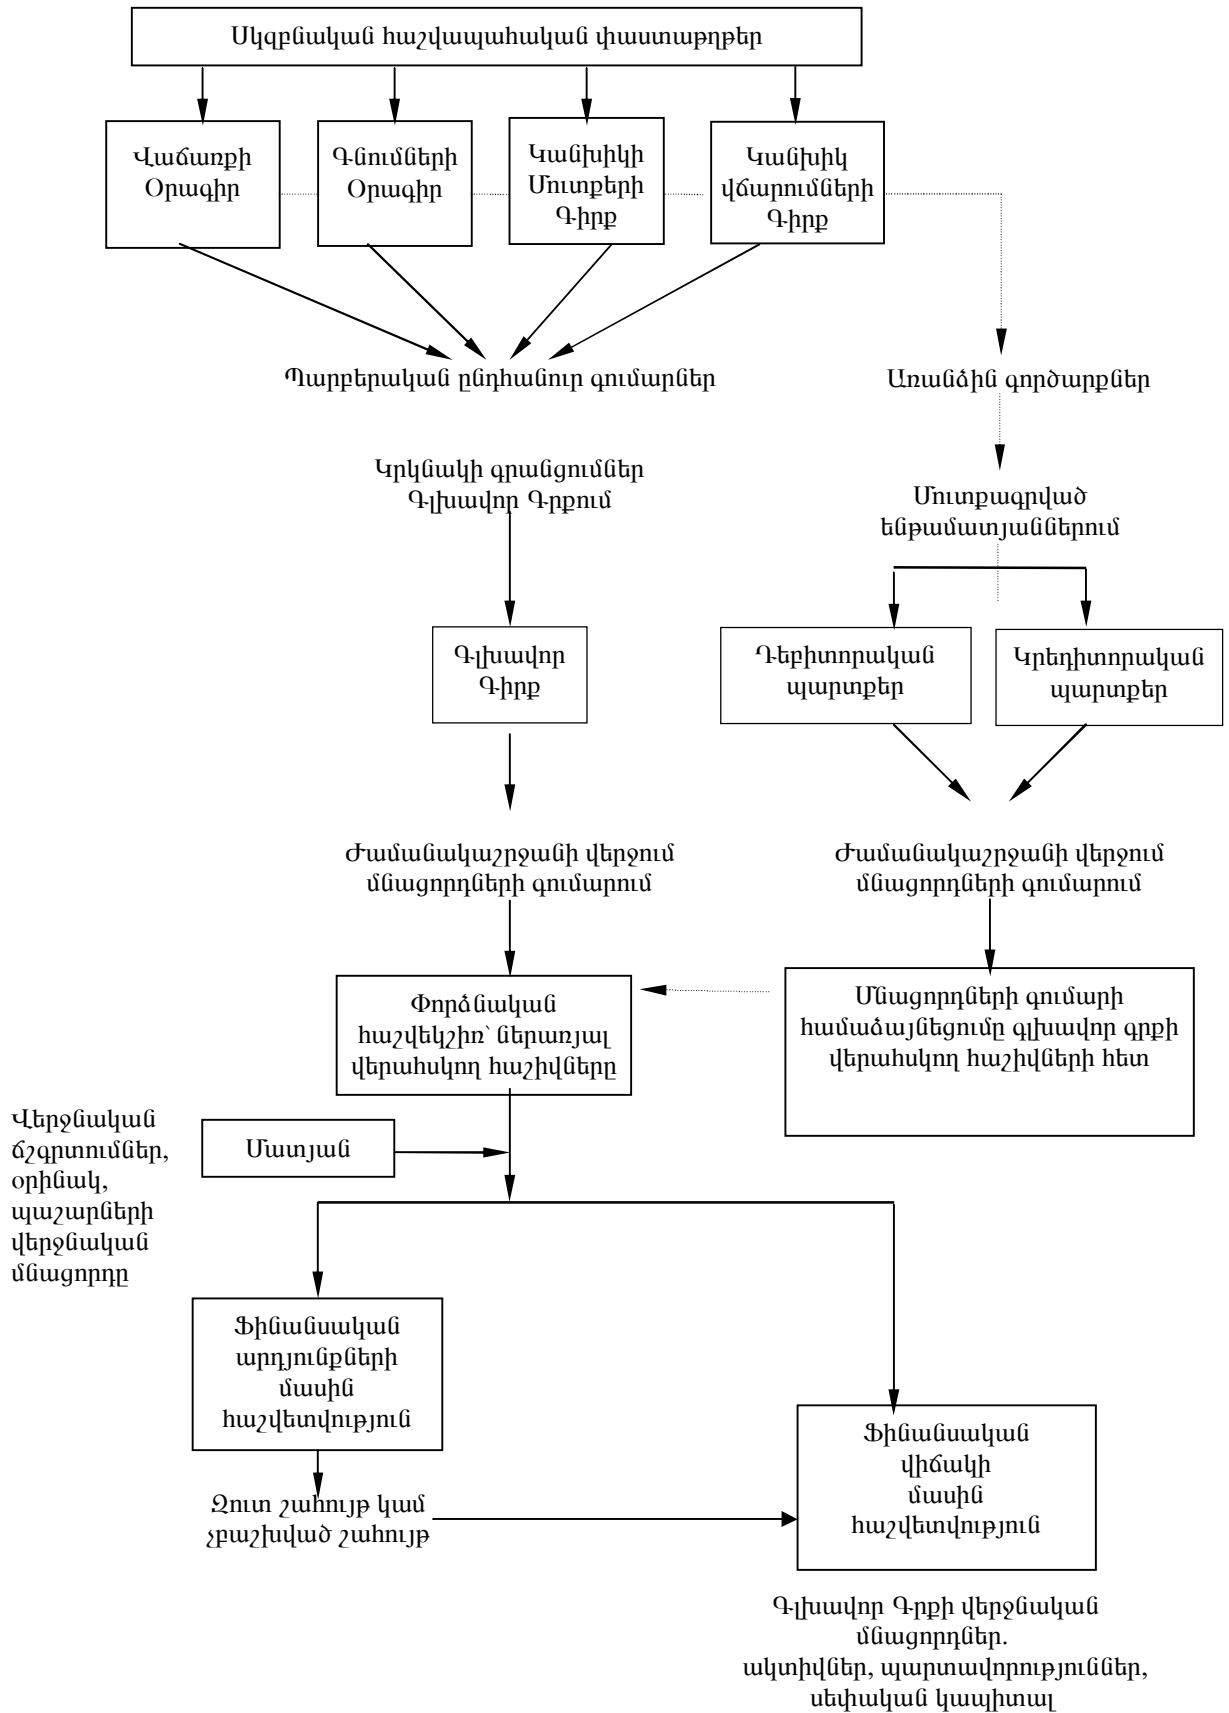 Սկզբնական հաշվապահական փաստաթղթեր
Վաճառքի
Օրագիր
Գնումների
Օրագիր
Կանխիկի
Մուտքերի
Գիրք
Կանխիկ
վճարումների
Գիրք
Պարբերական ընդհանուր գումարներ
Առանձին գործարքներ
Կրկնակի գրանցումներ
Գլխավոր Գրքում
Մուտքագրված
ենթամատյաններում
Գլխավոր
Գիրք
Դեբիտորական
պարտքեր
Կրեդիտորական
պարտքեր
Ժամանակաշրջանի վերջում
մնացորդների գումարում
Ժամանակաշրջանի վերջում
մնացորդների գումարում
Փորձնական
հաշվեկշիռ՝ ներառյալ
վերահսկող հաշիվները
Մնացորդների գումարի
համաձայնեցումը գլխավոր գրքի
վերահսկող հաշիվների հետ
Վերջնական
ճշգրտումներ,
օրինակ,
պաշարների
վերջնական
մնացորդը
Մատյան
Ֆինանսական
արդյունքների
մասին
հաշվետվություն
Ֆինանսական
վիճակի
մասին
հաշվետվություն
Զուտ շահույթ կամ
չբաշխված շահույթ
Գլխավոր Գրքի վերջնական
մնացորդներ.
ակտիվներ, պարտավորություններ,
սեփական կապիտալ